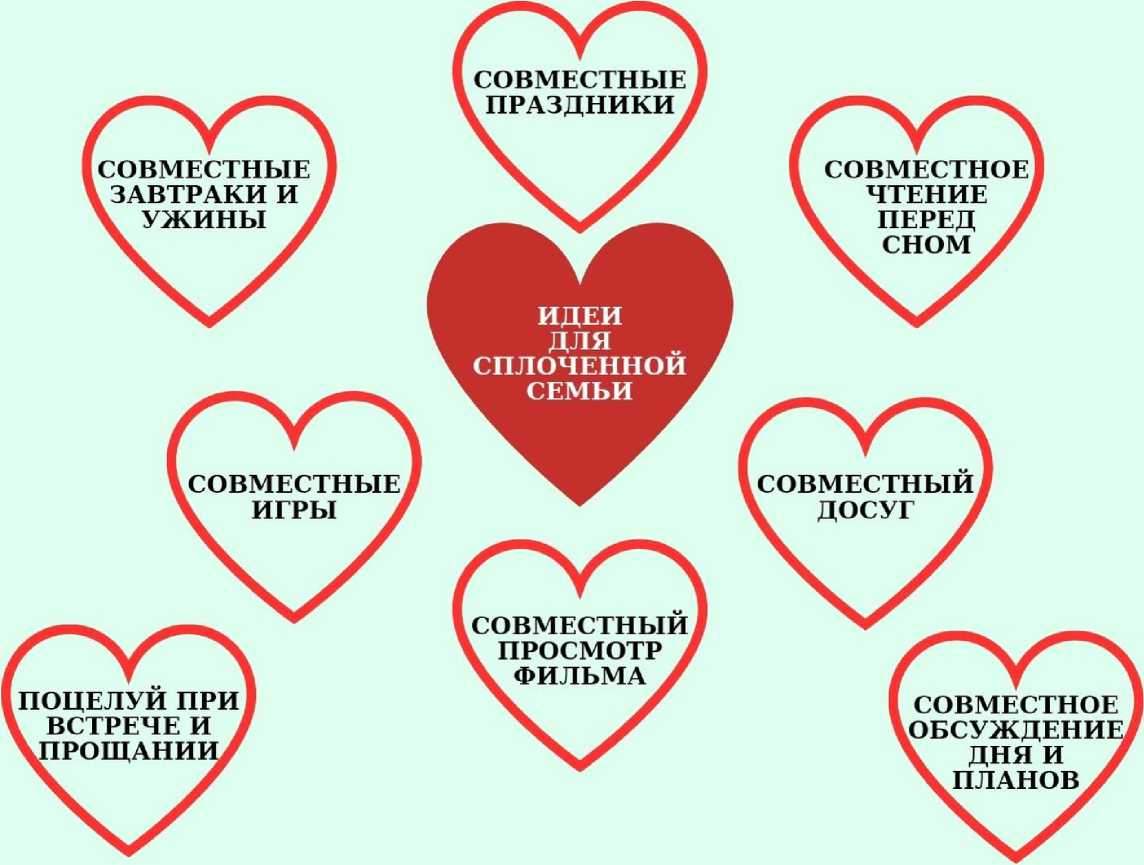 СОВМЕСТНЫЕ
ПРАЗДНИКИ
СОВМЕСТНЫЕ
ЗАВТРАКИ И
УЖИНЫ
СОВМЕСТНОЕ
ЧТЕНИЕ
ПЕРЕД
СНОМ
ИДЕИ
ДЛЯ
СПЛОЧЕННОЙ
СЕМЬИ
СОВМЕСТНЫЕ
ИГРЫ
СОВМЕСТНЫЙ
ДОСУГ
СОВМЕСТНЫЙ
ПРОСМОТР
ФИЛЬМА
ПОЦЕЛУЙ ПРИ
ВСТРЕЧЕ И
ПРОЩАНИИ
СОВМЕСТНОЕ
ОБСУЖДЕНИЕ
ДНЯ И
ПЛАНОВ